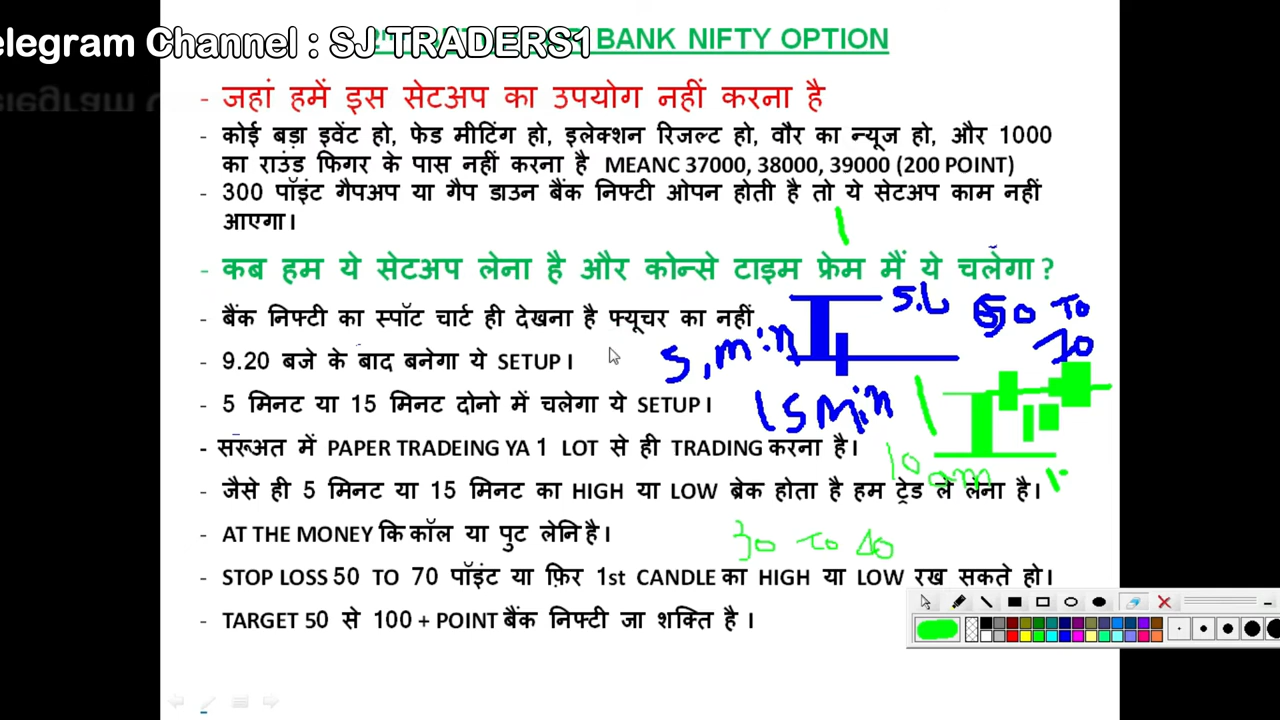 elegram Channel : SJ TRADERS1
BANK NIFTY OPTION
- जहां हमें इस सेटअप का उपयोग नहीं करना है
- कोई बड़ा इवेंट हो, फेड मीटिंग हो, इलेक्शन रिजल्ट हो, वौर का न्यूज हो, और 1000
का राउंड फिगर के पास नहीं करना है MEANC 37000, 38000, 39000 (200 POINT)
- 300 पॉइंट गैपअप या गैप डाउन बैंक निफ्टी ओपन होती है तो ये सेटअप काम नहीं
आएगा।
- कब हम ये सेटअप लेना है और कोन्से टाइम फ्रेम मैं ये चलेगा ?
- बैंक निफ्टी का स्पॉट चार्ट ही देखना है फ्यूचर का नहीं
S.L 50 TO
70
5, min
- 9.20 बजे के बाद बनेगा ये SETUP।
15 Min
- 5 मिनट या 15 मिनट दोनो में चलेगा ये SETUP।
- सरूअत में PAPER TRADEING YA 1 LOT से ही TRADING करना है।
10 am
- जैसे ही 5 मिनट या 15 मिनट का HIGH या LOW ब्रेक होता है हम ट्रेड ले लेना है।
- AT THE MONEY कि कॉल या पुट लेनि है।
30 To 40
- STOP LOSS 50 TO 70 पॉइंट या फ़िर 1st CANDLE का HIGH या LOW रख सकते हो।
- TARGET 50 से 100 + POINT बैंक निफ्टी जा शक्ति है ।